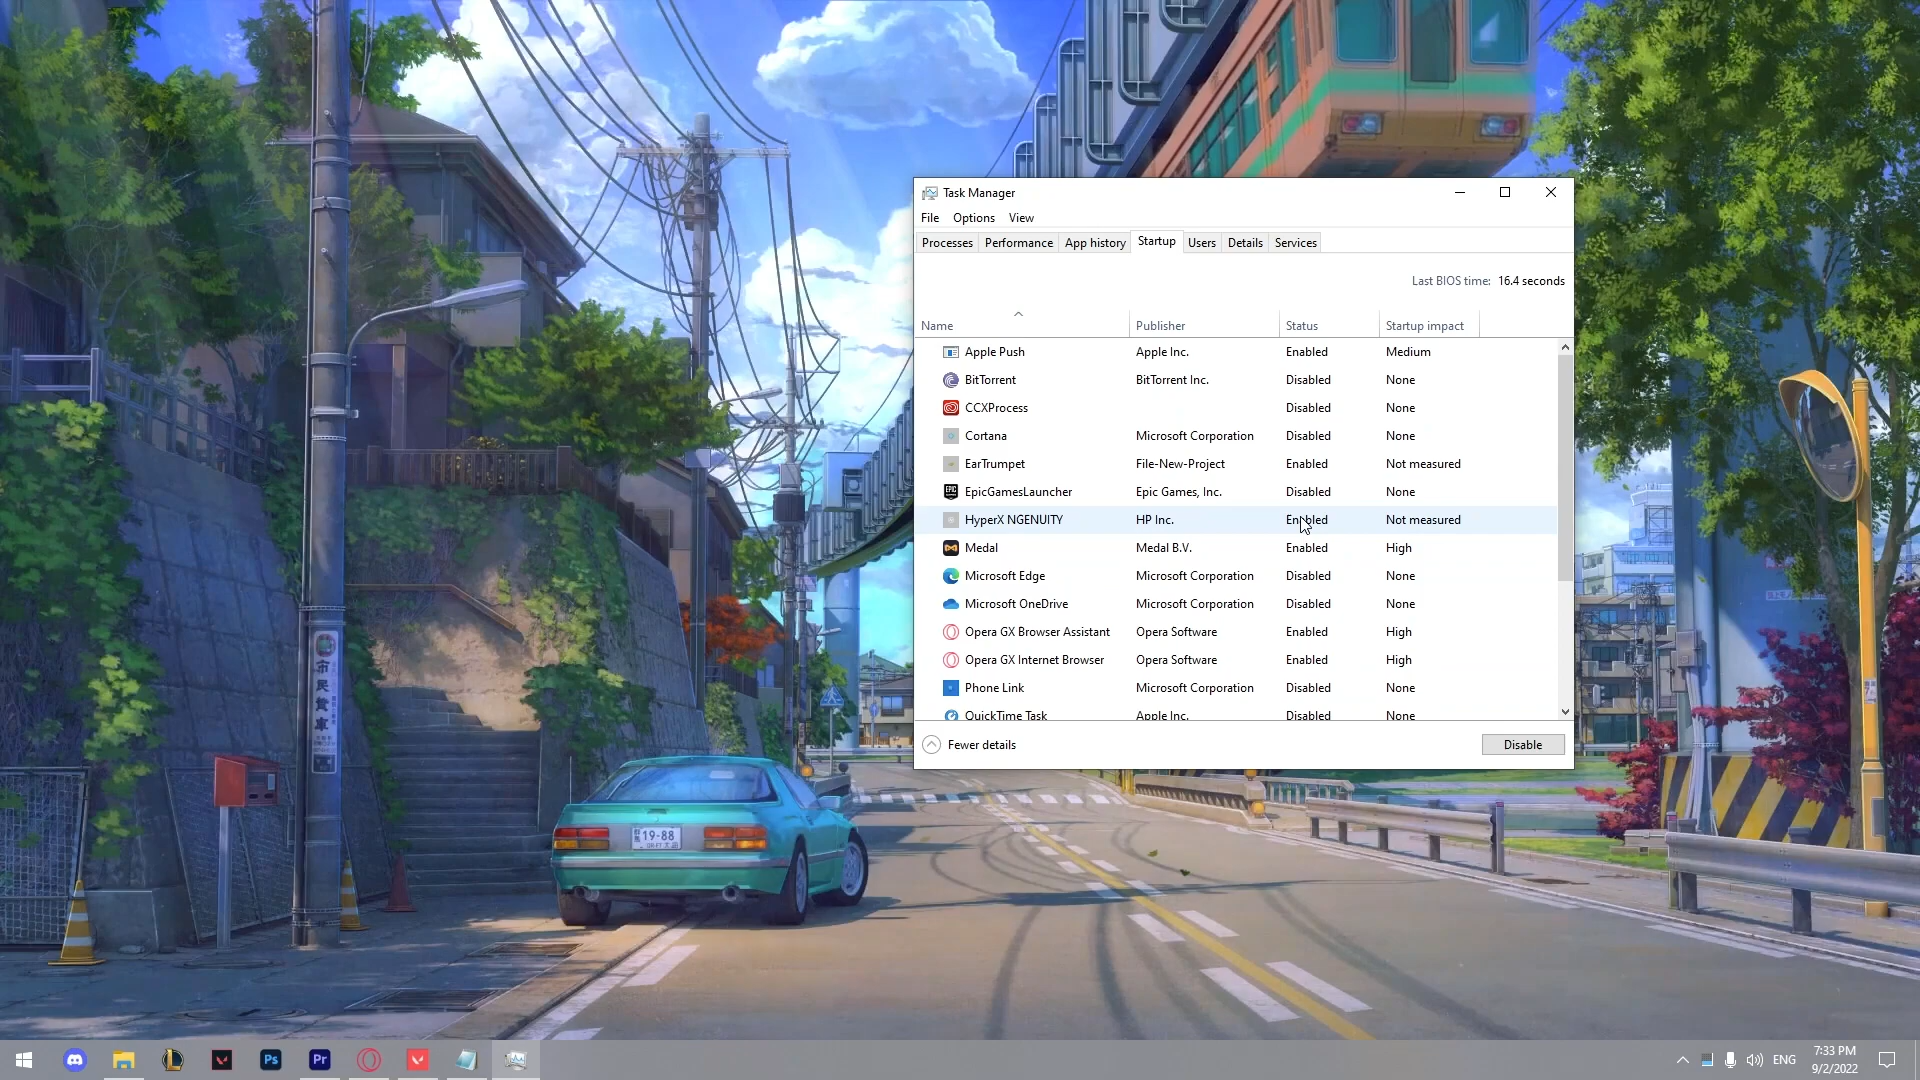 Task Manager
File Options View
Processes Performance App history Startup Users Details Services
Last BIOS time: 16.4 seconds
Name Publisher Status Startup impact
Apple Push Apple Inc. Enabled Medium
BitTorrent BitTorrent Inc. Disabled None
CCXProcess Disabled None
Cortana Microsoft Corporation Disabled None
EarTrumpet File-New-Project Enabled Not measured
EPIC EpicGamesLauncher Epic Games, Inc. Disabled None
HyperX NGENUITY HP Inc. Enabled Not measured
Medal Medal B.V. Enabled High
Microsoft Edge Microsoft Corporation Disabled None
Microsoft OneDrive Microsoft Corporation Disabled None
Opera GX Browser Assistant Opera Software Enabled High
Opera GX Internet Browser Opera Software Enabled High
Phone Link Microsoft Corporation Disabled None
QuickTime Task Apple Inc. Disabled None
Fewer details Disable
市民
19-88
Ps Pr
ENG
7:33 PM
9/2/2022